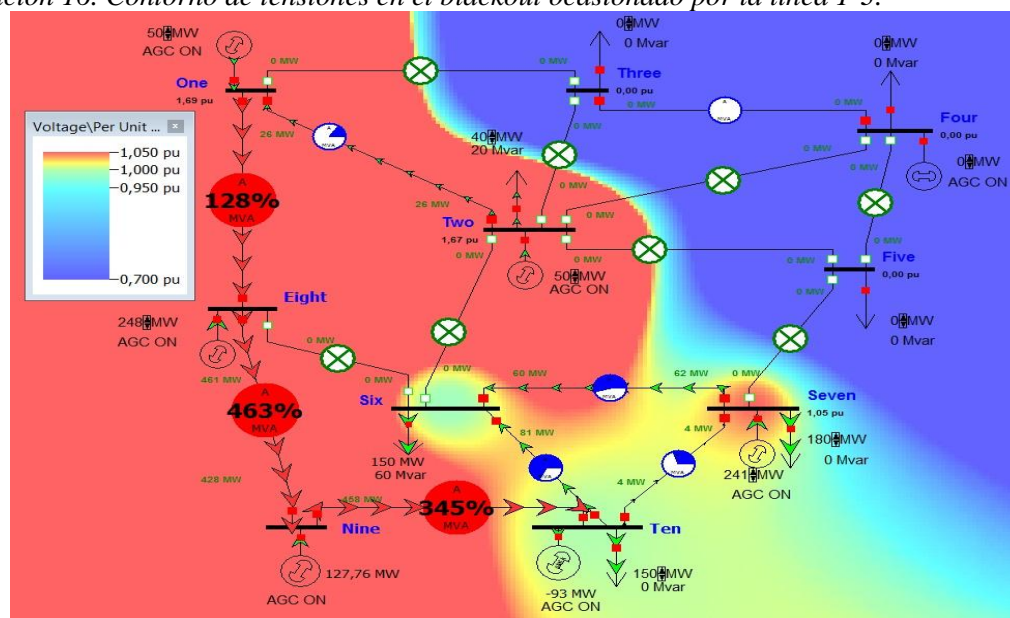 ción 16. Contorno de tensiones en el blackout ocasionado por la línea 1-3.
50 MW
AGC ON
0 MW
0 MW
0 MW
0 Mvar
0 MW
0 Mvar
One
1,69 pu
Three
0,00 pu
0 MW
0 MW
Four
0,00 pu
Voltage\Per Unit ...
1,050 pu
1,000 pu
0,950 pu
0,700 pu
26 MW
A
MVA
40 MW
20 Mvar
0 MW
0 MW
0 MW
A
MVA
0 MW
0 MW
AGC ON
A
128%
MVA
26 MW
0 MW
0 MW
Two
1,67 pu
0 MW
0 MW
0 MW
Five
0,00 pu
50 MW
AGC ON
0 MW
Eight
248 MW
AGC ON
0 MW
0 MW
0 MW
0 Mvar
461 MW
A
463%
MVA
0 MW
0 MW
60 MW
MVA
62 MW
0 MW
Six
Seven
1,05 pu
150 MW
60 Mvar
81 MW
4 MW
180 MW
0 Mvar
241 MW
AGC ON
428 MW
458 MW
A
345%
MVA
MVA
4 MW
MVA
Nine
Ten
127,76 MW
AGC ON
-93 MW
AGC ON
150 MW
0 Mvar